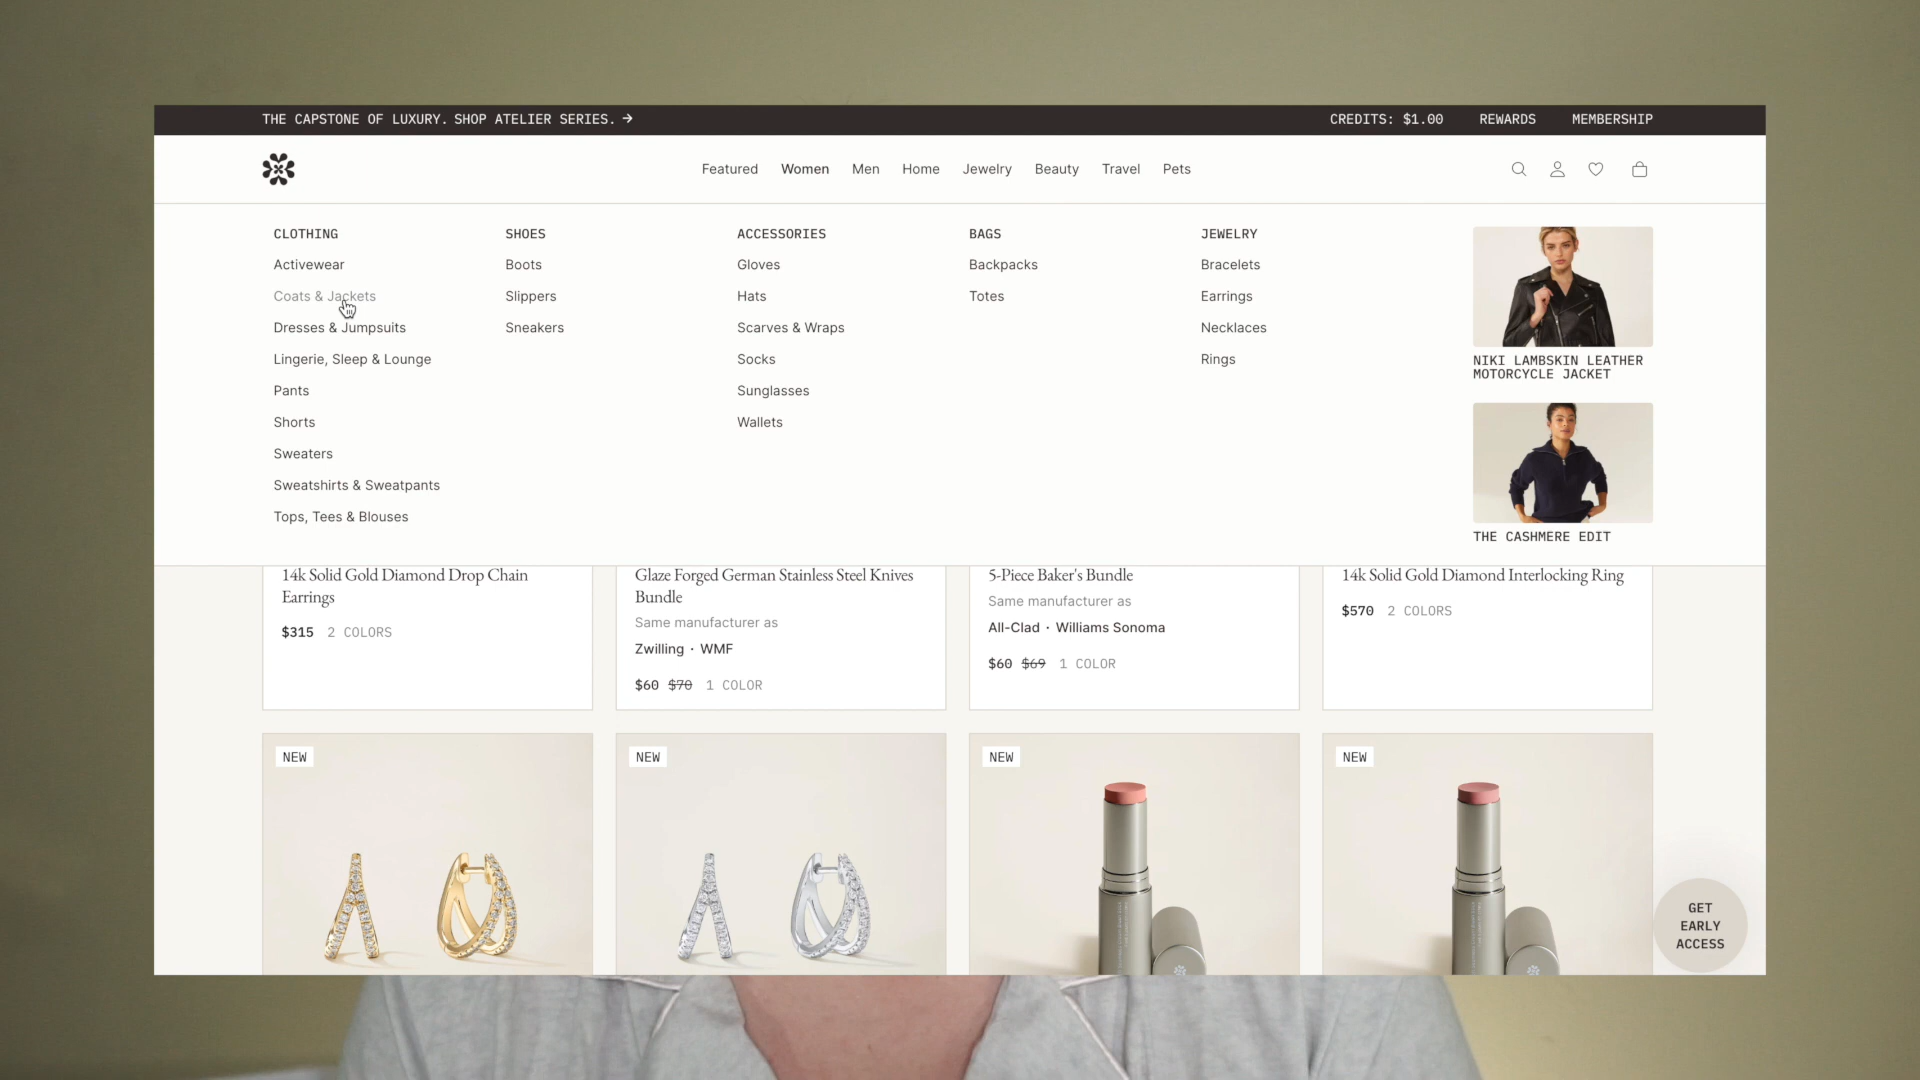 THE CAPSTONE OF LUXURY. SHOP ATELIER SERIES. →
CREDITS: $1.00
REWARDS
MEMBERSHIP
Featured
Women
Men
Home
Jewelry
Beauty
Travel
Pets
CLOTHING
Activewear
Coats & Jackets
Dresses & Jumpsuits
Lingerie, Sleep & Lounge
Pants
Shorts
Sweaters
Sweatshirts & Sweatpants
Tops, Tees & Blouses
SHOES
Boots
Slippers
Sneakers
ACCESSORIES
Gloves
Hats
Scarves & Wraps
Socks
Sunglasses
Wallets
BAGS
Backpacks
Totes
JEWELRY
Bracelets
Earrings
Necklaces
Rings
NIKI LAMBSKIN LEATHER
MOTORCYCLE JACKET
THE CASHMERE EDIT
14k Solid Gold Diamond Drop Chain
Earrings
$315 2 COLORS
Glaze Forged German Stainless Steel Knives
Bundle
Same manufacturer as
Zwilling · WMF
$60 $70 1 COLOR
5-Piece Baker's Bundle
Same manufacturer as
All-Clad · Williams Sonoma
$60 $69 1 COLOR
14k Solid Gold Diamond Interlocking Ring
$570 2 COLORS
NEW
NEW
NEW
NEW
GET
EARLY
ACCESS